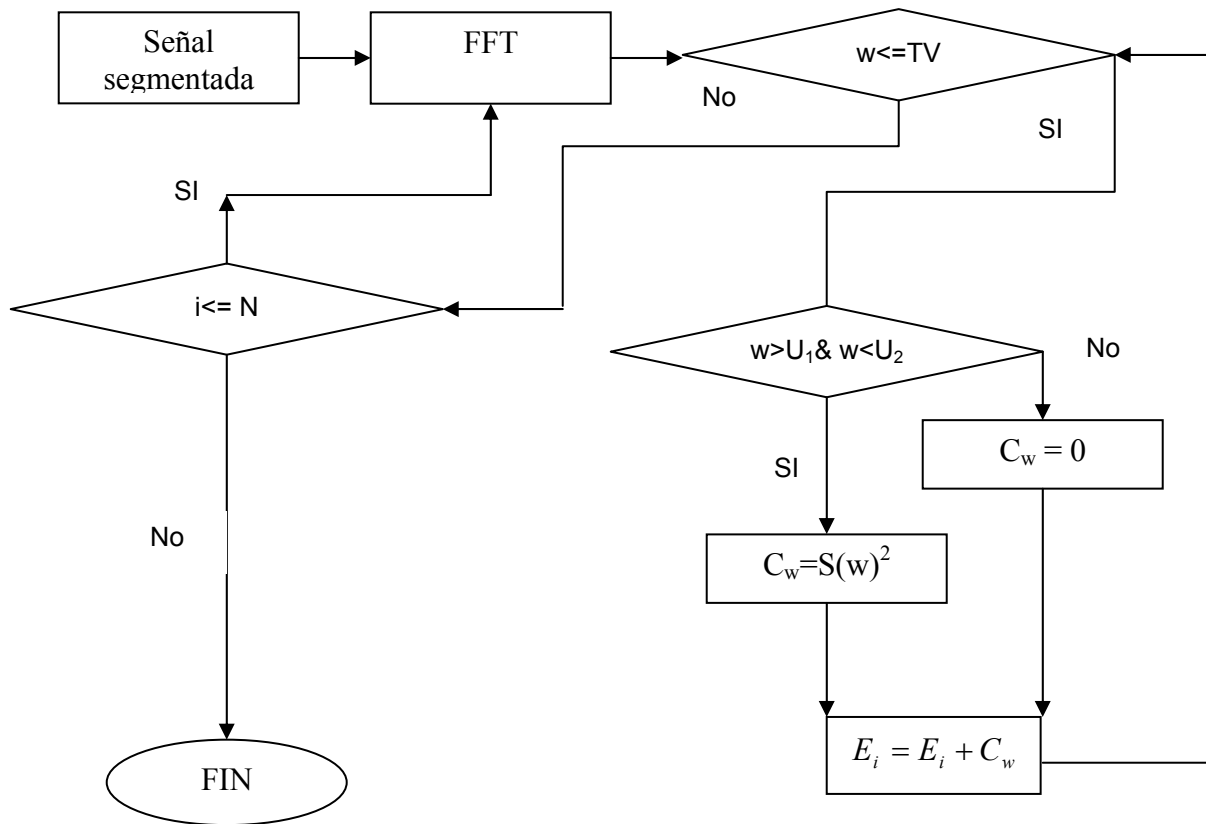 Señal
segmentada
FFT
w<=TV
No
SI
SI
i<= N
w>U₁& w<U₂
No
C_w = 0
SI
No
C_w=S(w)²
E_i = E_i + C_w
FIN